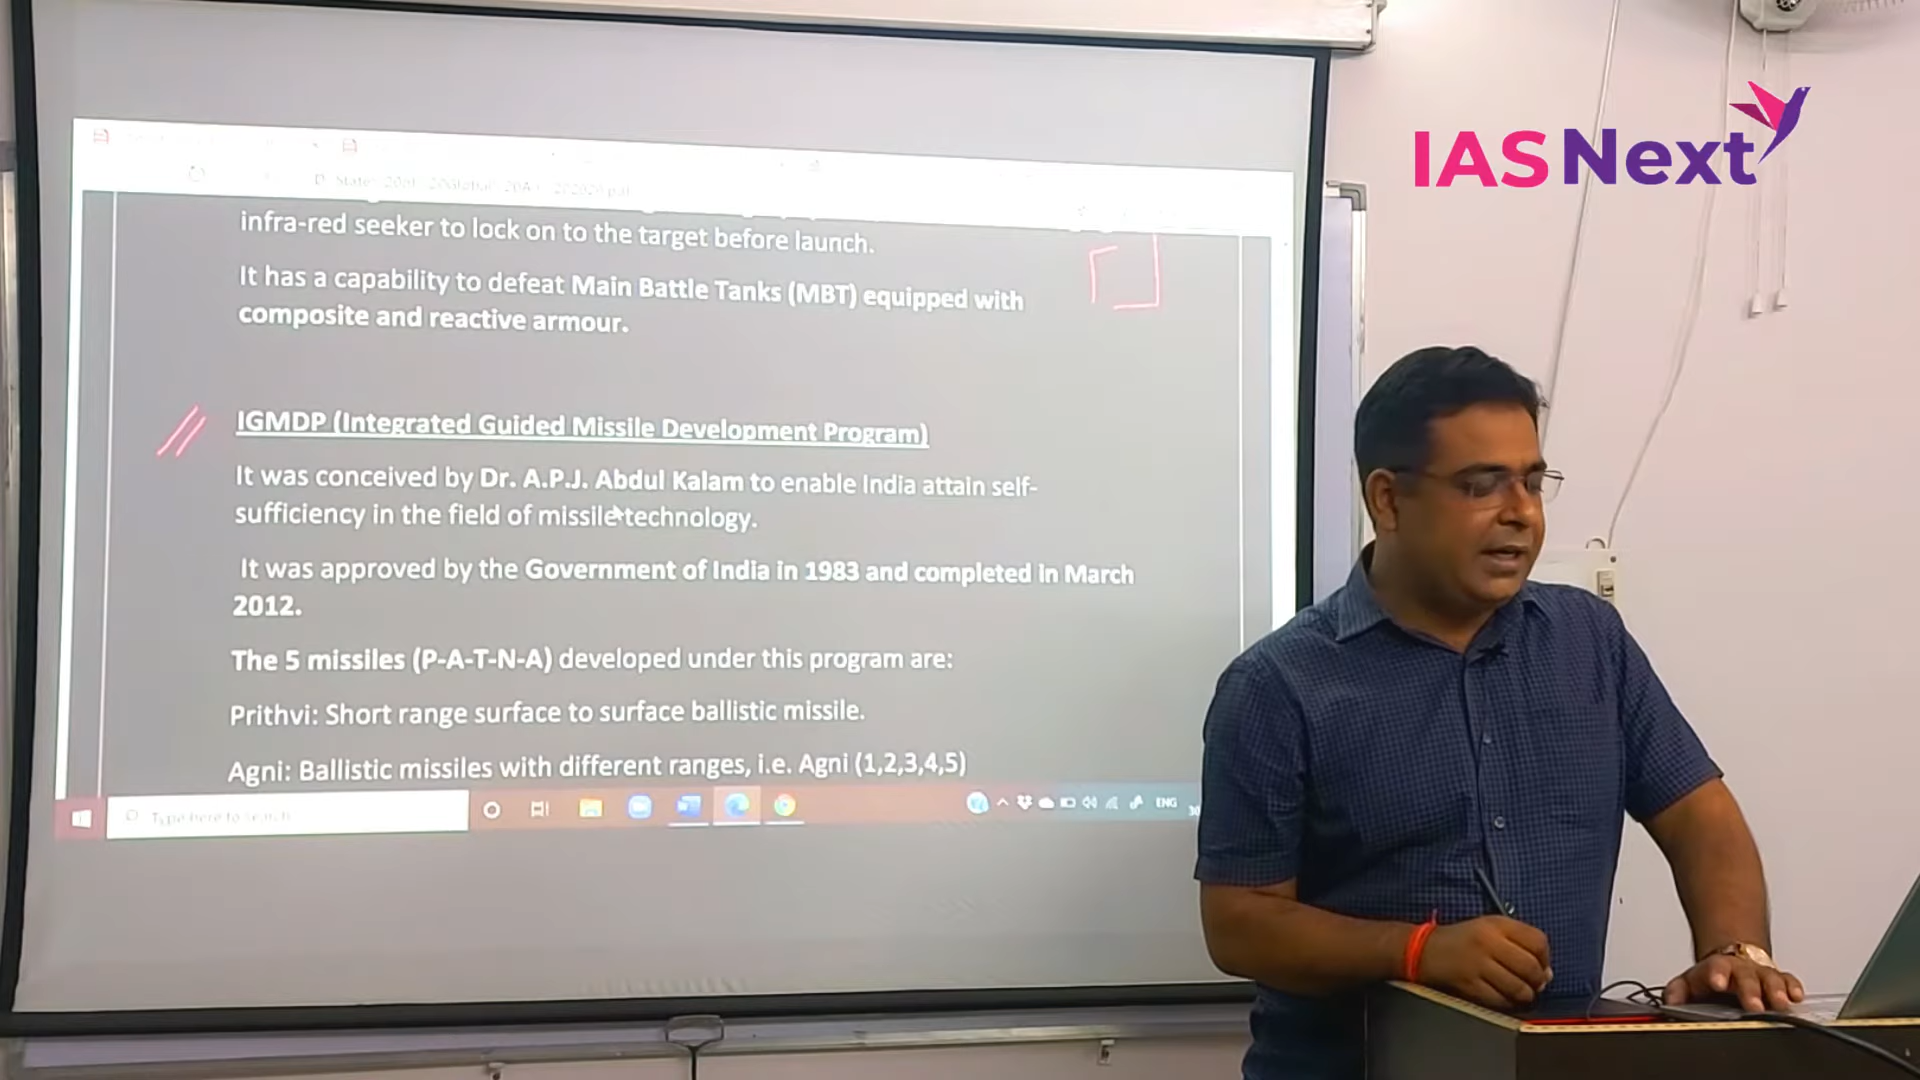 IAS Next
infra-red seeker to lock on to the target before launch.
It has a capability to defeat Main Battle Tanks (MBT) equipped with
composite and reactive armour.
IGMDP (Integrated Guided Missile Development Program)
It was conceived by Dr. A.P.J. Abdul Kalam to enable India attain self-
sufficiency in the field of missile technology.
It was approved by the Government of India in 1983 and completed in March
2012.
The 5 missiles (P-A-T-N-A) developed under this program are:
Prithvi: Short range surface to surface ballistic missile.
Agni: Ballistic missiles with different ranges, i.e. Agni (1,2,3,4,5)
Type here to search
ENG